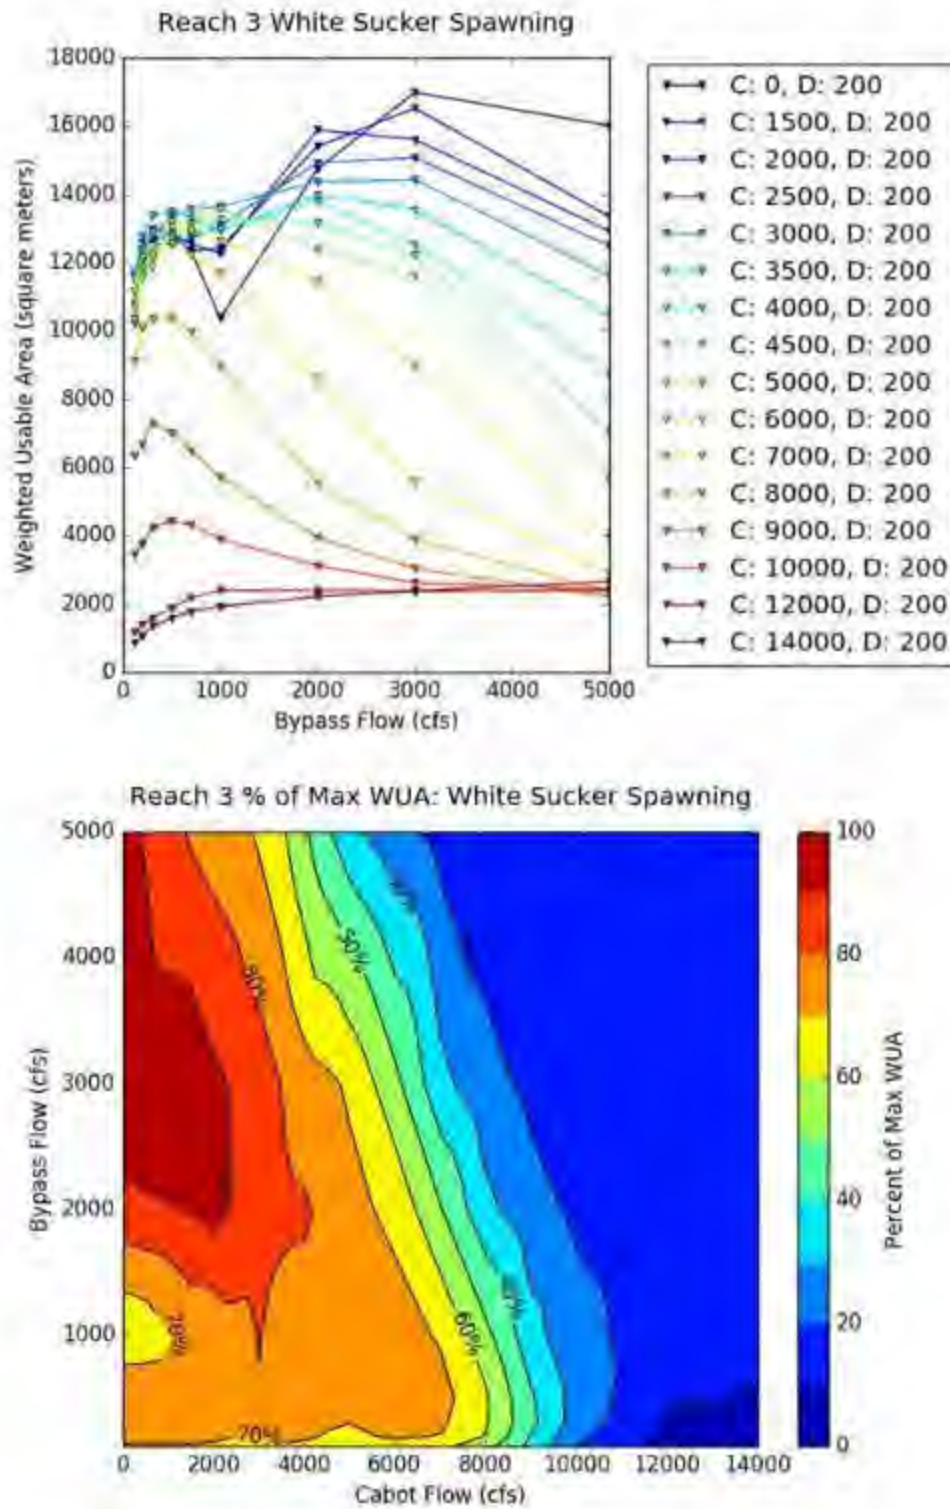 Reach 3 White Sucker Spawning
18000
16000
14000
12000
10000
8000
6000
4000
2000
0
Weighted Usable Area (square meters)
0 1000 2000 3000 4000 5000
Bypass Flow (cfs)
C: 0, D: 200
C: 1500, D: 200
C: 2000, D: 200
C: 2500, D: 200
C: 3000, D: 200
C: 3500, D: 200
C: 4000, D: 200
C: 4500, D: 200
C: 5000, D: 200
C: 6000, D: 200
C: 7000, D: 200
C: 8000, D: 200
C: 9000, D: 200
C: 10000, D: 200
C: 12000, D: 200
C: 14000, D: 200
Reach 3 % of Max WUA: White Sucker Spawning
5000
4000
3000
2000
1000
Bypass Flow (cfs)
80%
50%
70%
60%
70%
0 2000 4000 6000 8000 10000 12000 14000
Cabot Flow (cfs)
100
80
60
40
20
0
Percent of Max WUA